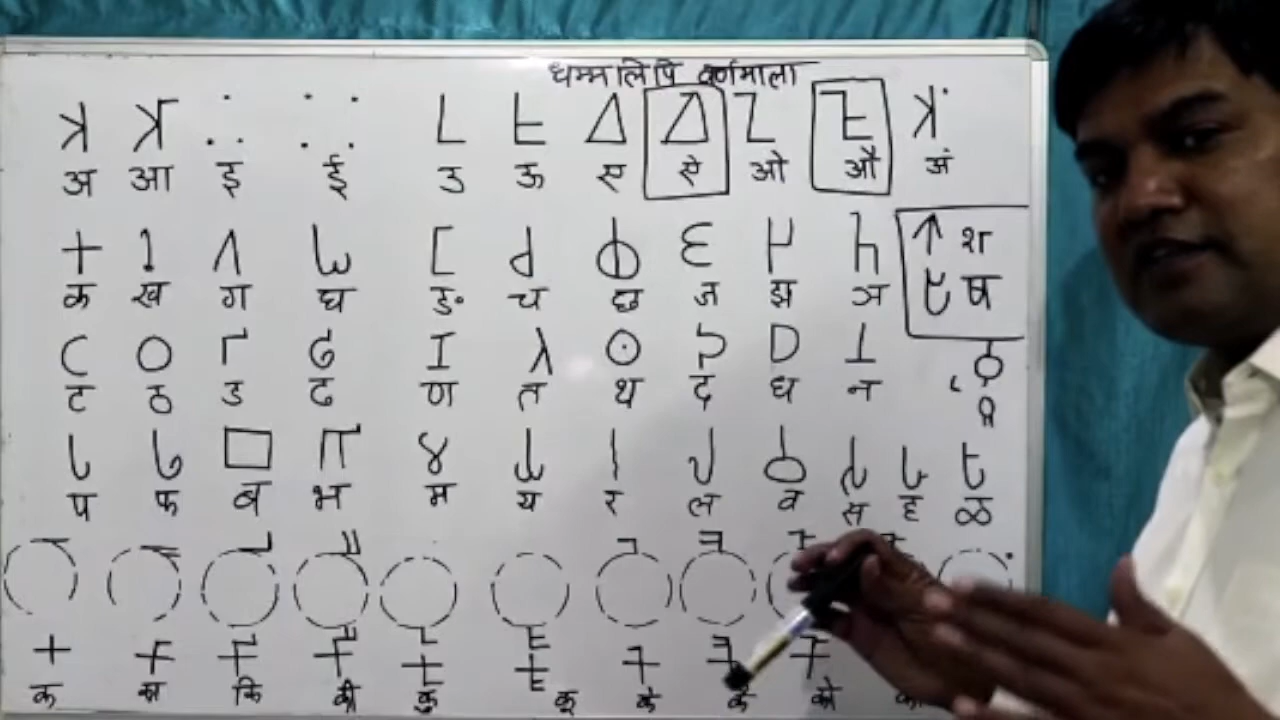 धम्मलिपि वर्णमाला
𑀅 𑀆 𑀇 𑀈 𑀉 𑀊 𑀏 𑀐 𑀑 𑀒 𑀅𑀁
अ आ इ ई उ ऊ ए ऐ ओ औ अं
𑀓 𑀔 𑀕 𑀖 𑀗 𑀘 𑀙 𑀚 𑀛 𑀜 𑀰 श
क ख ग घ ङ च छ ज झ ञ 𑀱 ष
𑀝 𑀞 𑀟 𑀠 𑀡 𑀢 𑀣 𑀤 𑀥 𑀦
ट ठ ड ढ ण त थ द ध न
𑀧 𑀨 𑀩 𑀪 𑀫 𑀬 𑀭 𑀮 𑀯 𑀲 𑀳 𑀴
प फ ब भ म य र ल व स ह ळ
𑀓 𑀓𑀸 𑀓𑀺 𑀓𑀻 𑀓𑀼 𑀓𑀽 𑀓𑁂 𑀓𑁃 𑀓𑁄
क का कि की कु कू के कै को